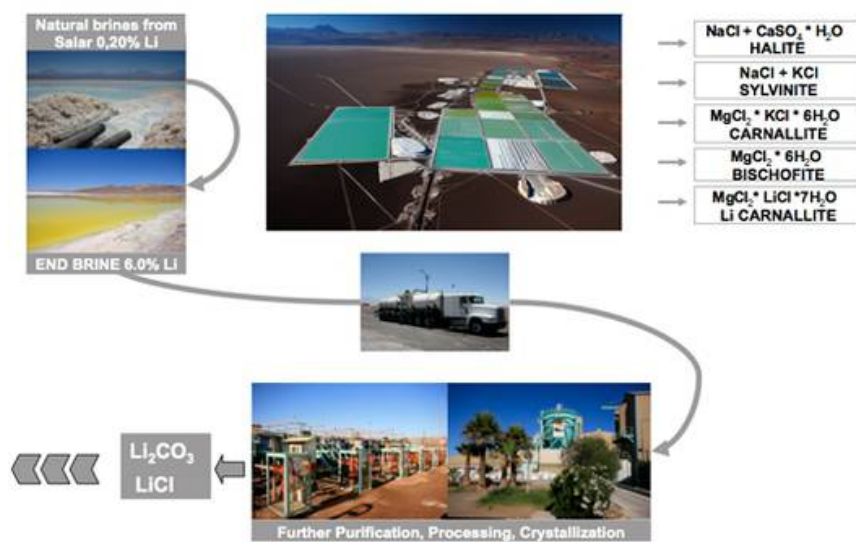 Natural brines from
Salar 0,20% Li
END BRINE 6.0% Li
NaCl + CaSO₄ * H₂O
HALITE
NaCl + KCl
SYLVINITE
MgCl₂ * KCl * 6H₂O
CARNALLITE
MgCl₂ * 6H₂O
BISCHOFITE
MgCl₂* LiCl *7H₂O
Li CARNALLITE
Li₂CO₃
LiCl
Further Purification, Processing, Crystallization